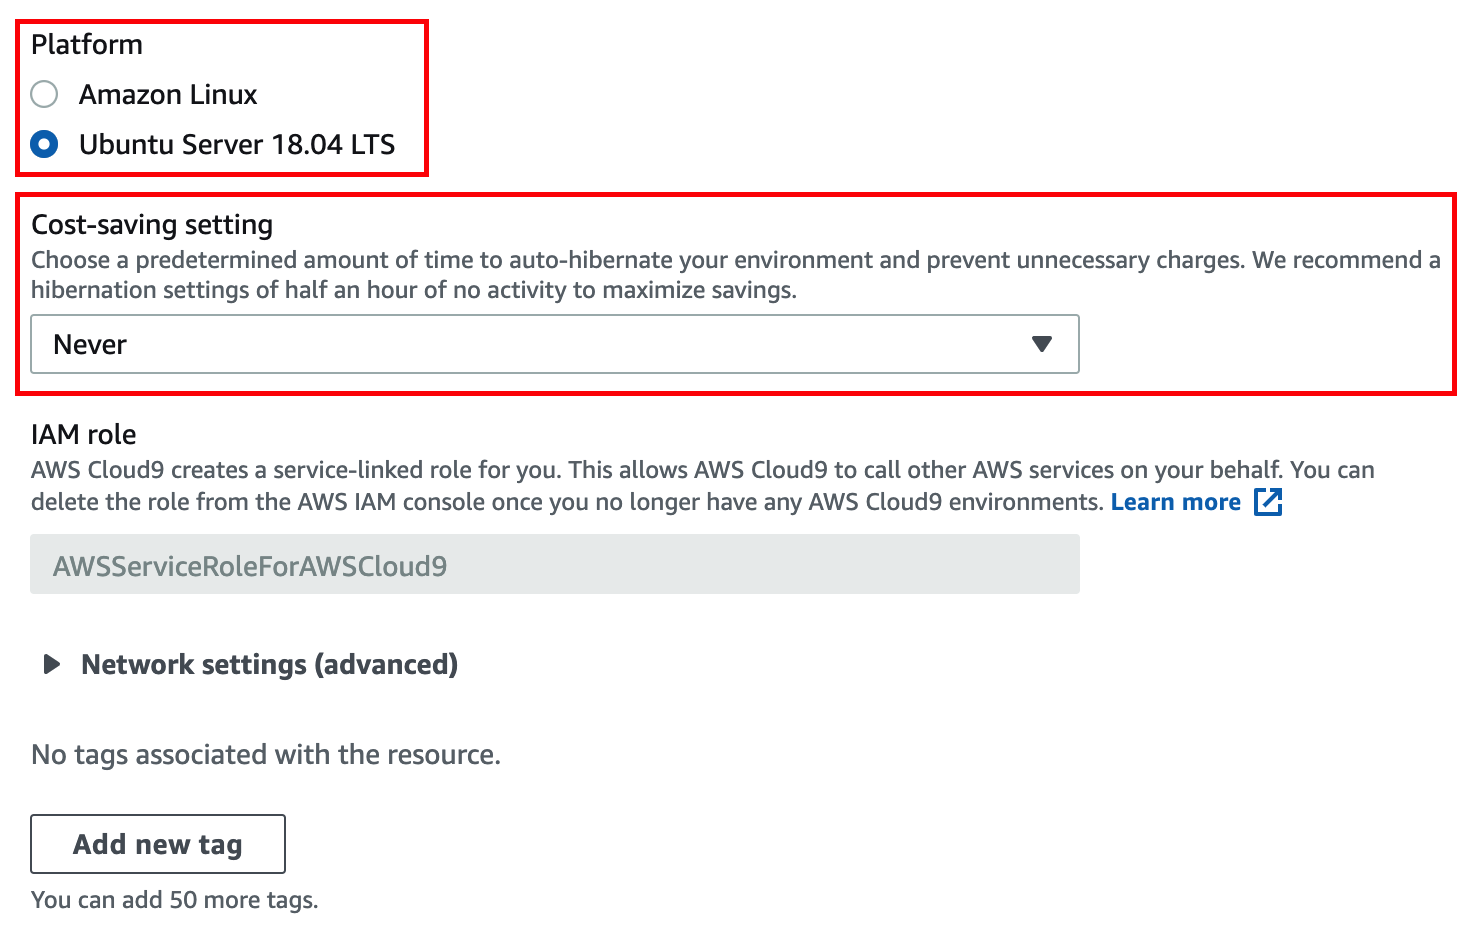 Platform
Amazon Linux
Ubuntu Server 18.04 LTS
Cost-saving setting
Choose a predetermined amount of time to auto-hibernate your environment and prevent unnecessary charges. We recommend a
hibernation settings of half an hour of no activity to maximize savings.
Never
IAM role
AWS Cloud9 creates a service-linked role for you. This allows AWS Cloud9 to call other AWS services on your behalf. You can
delete the role from the AWS IAM console once you no longer have any AWS Cloud9 environments. Learn more
AWSServiceRoleForAWSCloud9
Network settings (advanced)
No tags associated with the resource.
Add new tag
You can add 50 more tags.